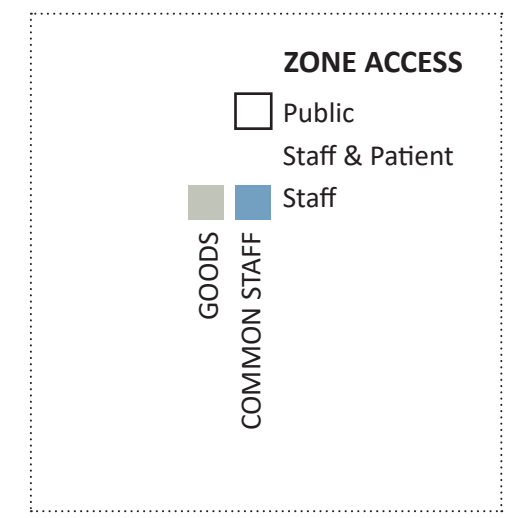 ZONE ACCESS
Public
Staff & Patient
Staff
GOODS
COMMON STAFF